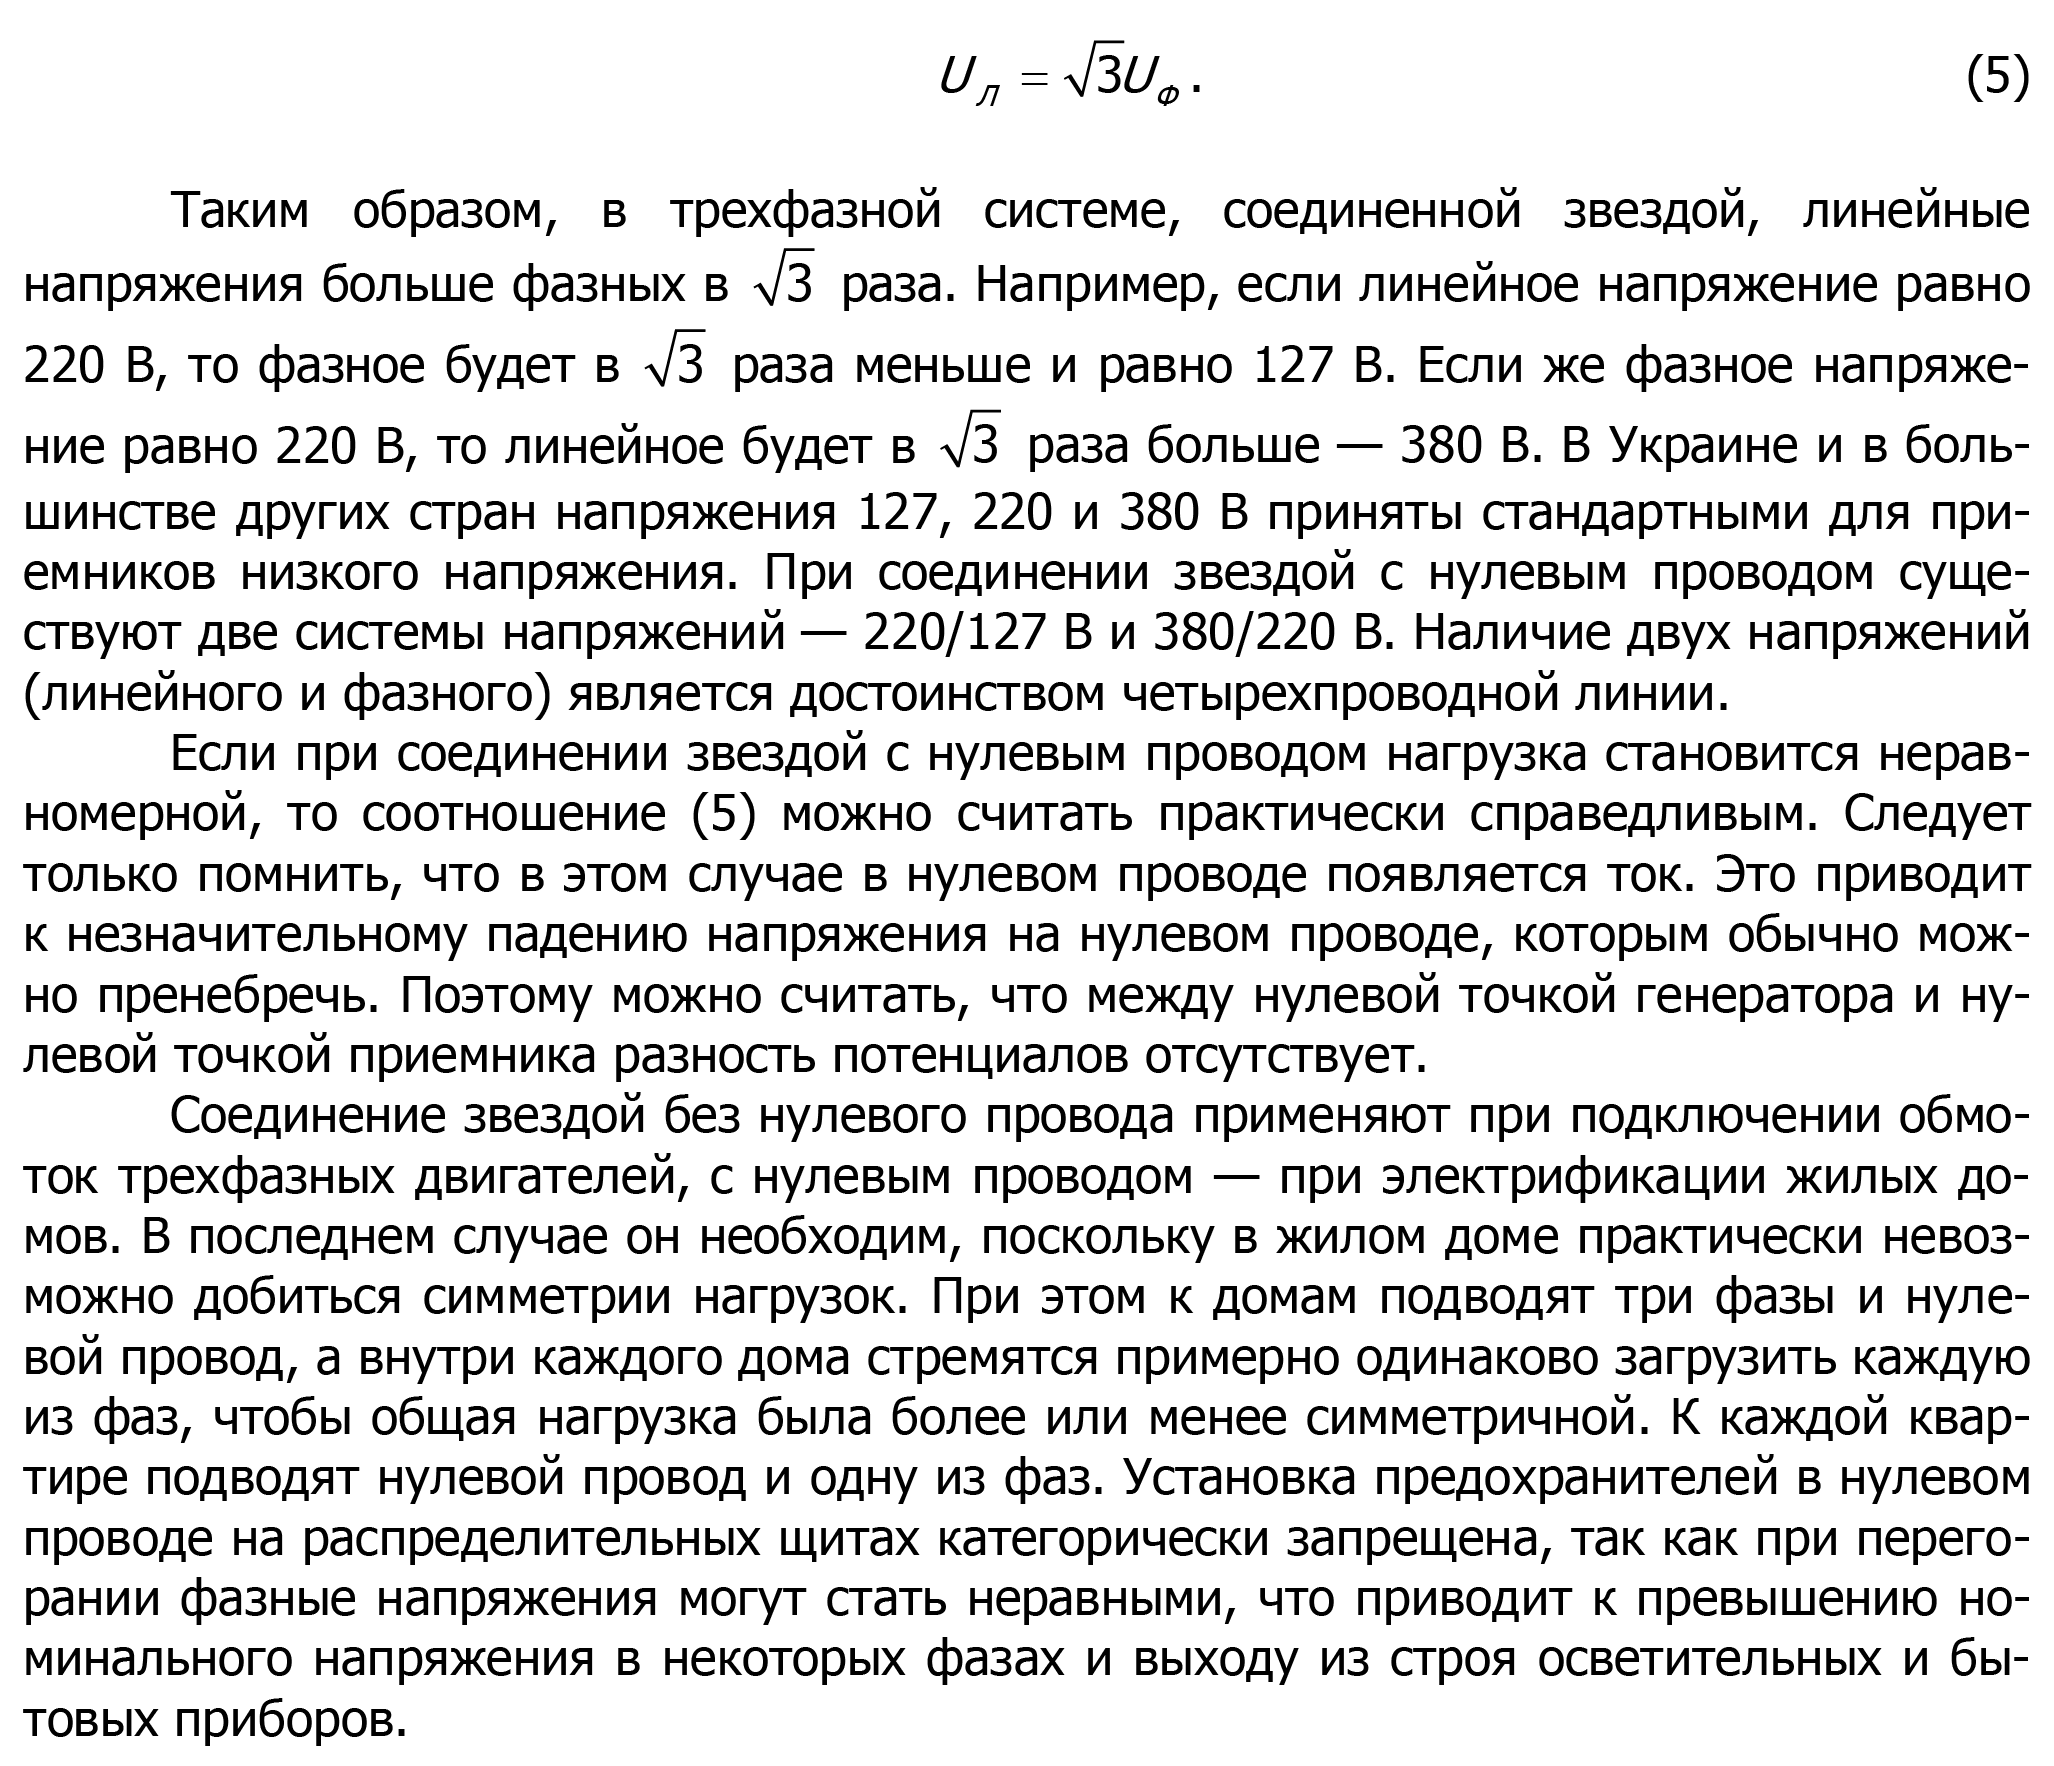 U_Л = √3U_Ф. (5)
Таким образом, в трехфазной системе, соединенной звездой, линейные
напряжения больше фазных в √3 раза. Например, если линейное напряжение равно
220 В, то фазное будет в √3 раза меньше и равно 127 В. Если же фазное напряже-
ние равно 220 В, то линейное будет в √3 раза больше — 380 В. В Украине и в боль-
шинстве других стран напряжения 127, 220 и 380 В приняты стандартными для при-
емников низкого напряжения. При соединении звездой с нулевым проводом суще-
ствуют две системы напряжений — 220/127 В и 380/220 В. Наличие двух напряжений
(линейного и фазного) является достоинством четырехпроводной линии.
Если при соединении звездой с нулевым проводом нагрузка становится нерав-
номерной, то соотношение (5) можно считать практически справедливым. Следует
только помнить, что в этом случае в нулевом проводе появляется ток. Это приводит
к незначительному падению напряжения на нулевом проводе, которым обычно мож-
но пренебречь. Поэтому можно считать, что между нулевой точкой генератора и ну-
левой точкой приемника разность потенциалов отсутствует.
Соединение звездой без нулевого провода применяют при подключении обмо-
ток трехфазных двигателей, с нулевым проводом — при электрификации жилых до-
мов. В последнем случае он необходим, поскольку в жилом доме практически невоз-
можно добиться симметрии нагрузок. При этом к домам подводят три фазы и нуле-
вой провод, а внутри каждого дома стремятся примерно одинаково загрузить каждую
из фаз, чтобы общая нагрузка была более или менее симметричной. К каждой квар-
тире подводят нулевой провод и одну из фаз. Установка предохранителей в нулевом
проводе на распределительных щитах категорически запрещена, так как при перего-
рании фазные напряжения могут стать неравными, что приводит к превышению но-
минального напряжения в некоторых фазах и выходу из строя осветительных и бы-
товых приборов.